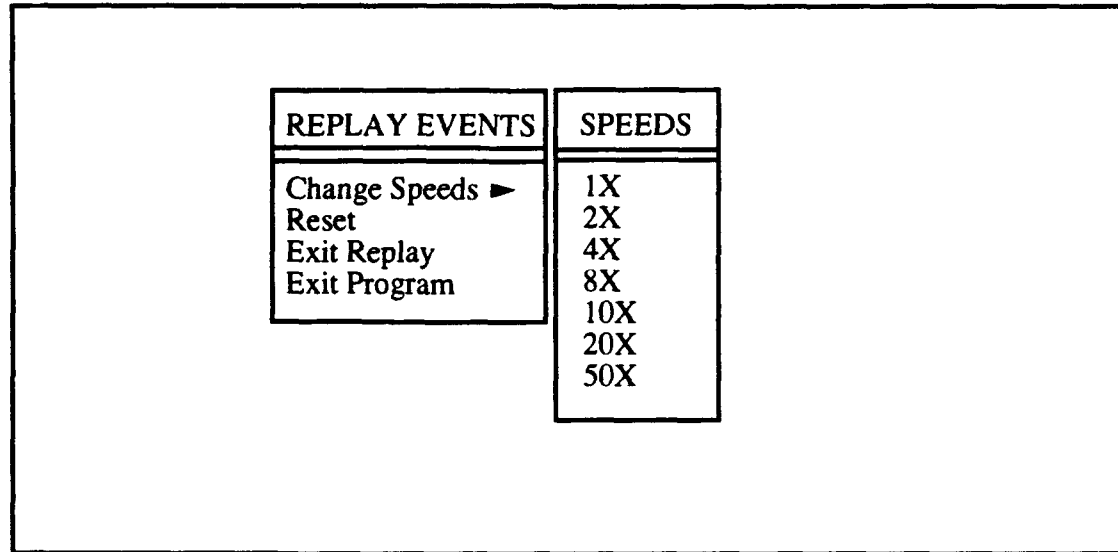 REPLAY EVENTS
Change Speeds ►
Reset
Exit Replay
Exit Program
SPEEDS
1X
2X
4X
8X
10X
20X
50X